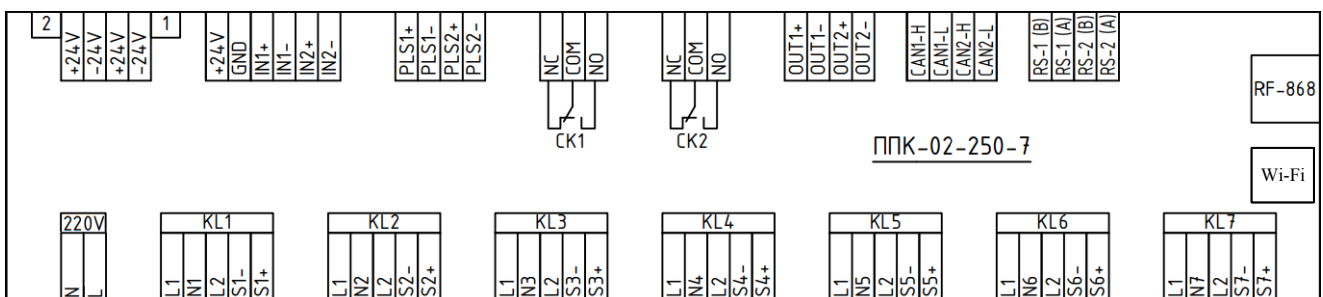 2 +24V -24V +24V -24V 1
+24V GND IN1+ IN1- IN2+ IN2-
PLS1+ PLS1- PLS2+ PLS2-
NC COM NO
CK1
NC COM NO
CK2
OUT1+ OUT1- OUT2+ OUT2-
CAN1-H CAN1-L CAN2-H CAN2-L
RS-1 (B) RS-1 (A) RS-2 (B) RS-2 (A)
RF-868
ППК-02-250-7
Wi-Fi
220V
N L
KL1
L1 N1 L2 S1- S1+
KL2
L1 N2 L2 S2- S2+
KL3
L1 N3 L2 S3- S3+
KL4
L1 N4 L2 S4- S4+
KL5
L1 N5 L2 S5- S5+
KL6
L1 N6 L2 S6- S6+
KL7
L1 N7 L2 S7- S7+